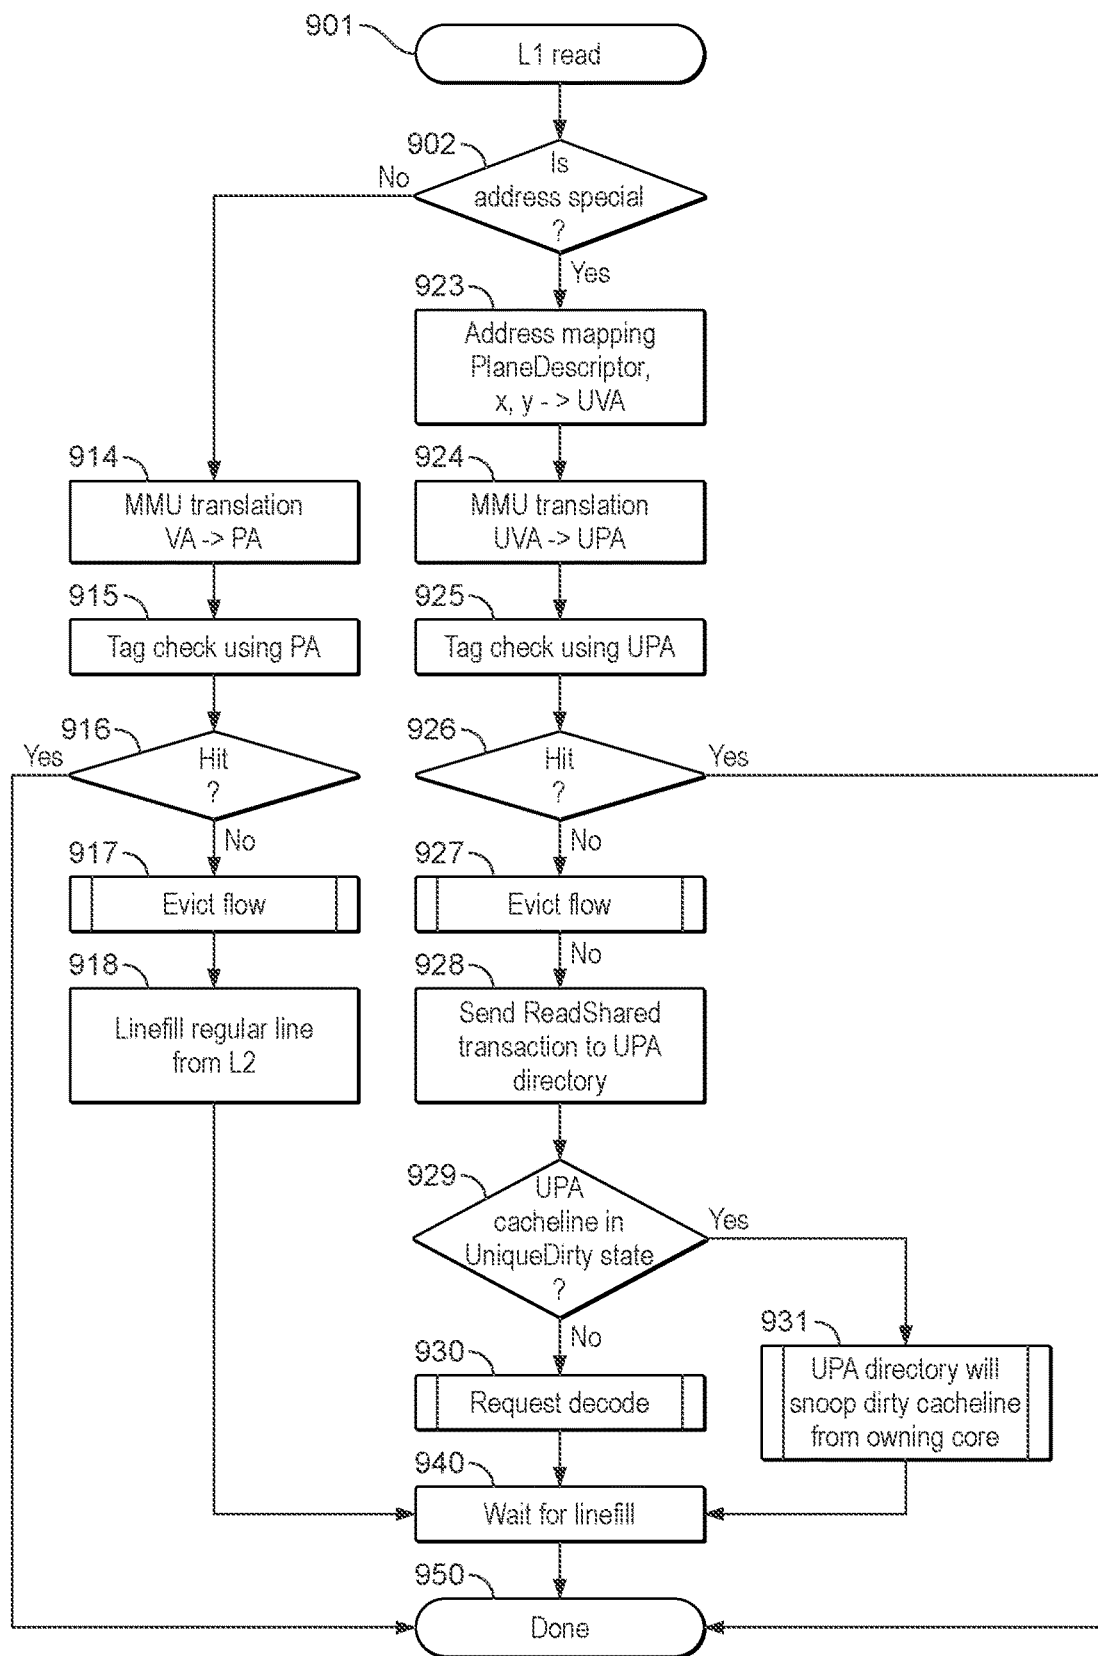 901
L1 read
902
Is
address special
?
No
Yes
923
Address mapping
PlaneDescriptor,
x, y - > UVA
914
MMU translation
VA -> PA
924
MMU translation
UVA -> UPA
915
Tag check using PA
925
Tag check using UPA
916
Yes
Hit
?
No
926
Hit
?
Yes
No
917
Evict flow
927
Evict flow
No
918
Linefill regular line
from L2
928
Send ReadShared
transaction to UPA
directory
929
UPA
cacheline in
UniqueDirty state
?
Yes
No
930
Request decode
931
UPA directory will
snoop dirty cacheline
from owning core
940
Wait for linefill
950
Done